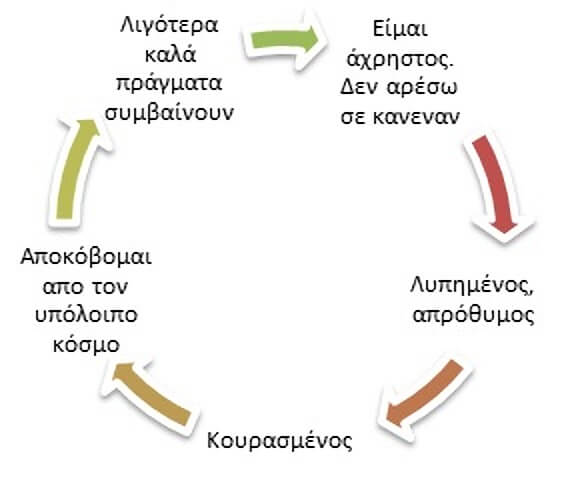 Λιγότερα
καλά
πράγματα
συμβαίνουν
Είμαι
άχρηστος.
Δεν αρέσω
σε κανεναν
Λυπημένος,
απρόθυμος
Κουρασμένος
Αποκόβομαι
απο τον
υπόλοιπο
κόσμο